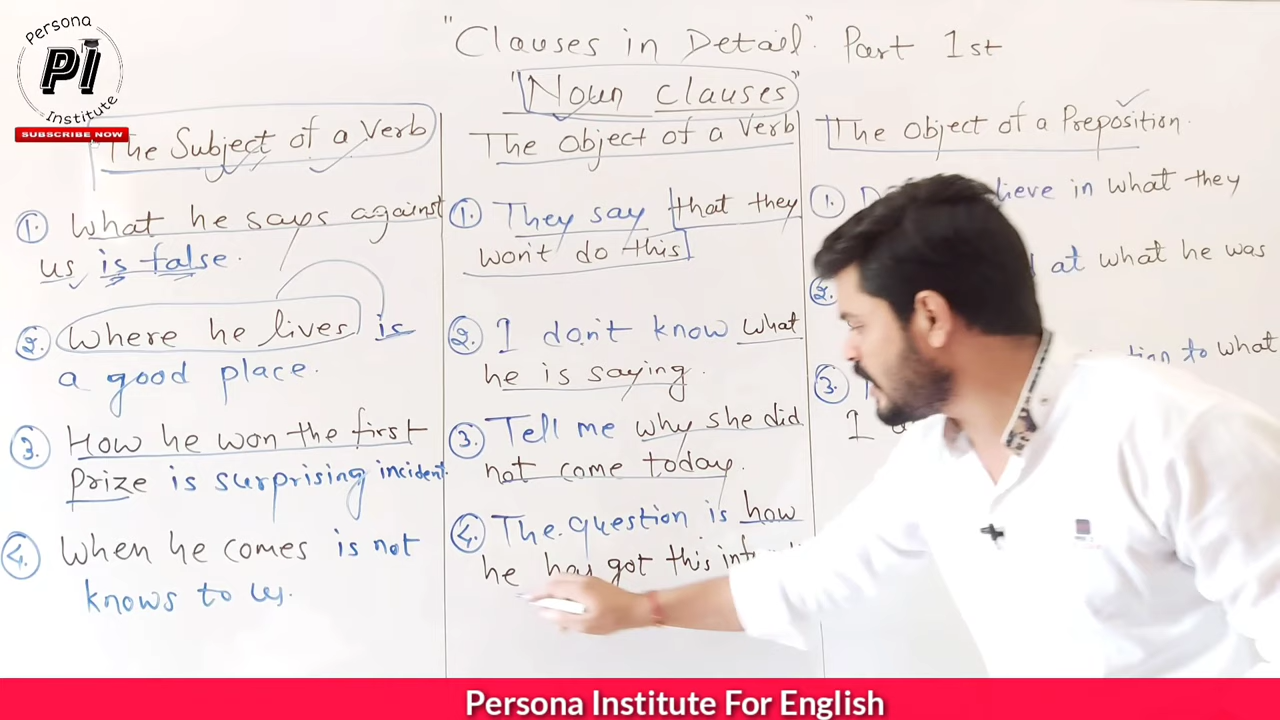 Persona
PI
Institute
SUBSCRIBE NOW
"Clauses in Detail". Part 1st
"Noun Clauses"
The Subject of a Verb
1. What he says against
us is false.
2. Where he lives is
a good place.
3. How he won the first
prize is surprising incident.
4. When he comes is not
knows to us.
The Object of a Verb
1. They say that they
won't do this
2. I don't know what
he is saying.
3. Tell me why she did
not come today.
4. The question is how
he has got this
The Object of a Preposition.
1. in what they
2. at what he was
3. to what
I
Persona Institute For English